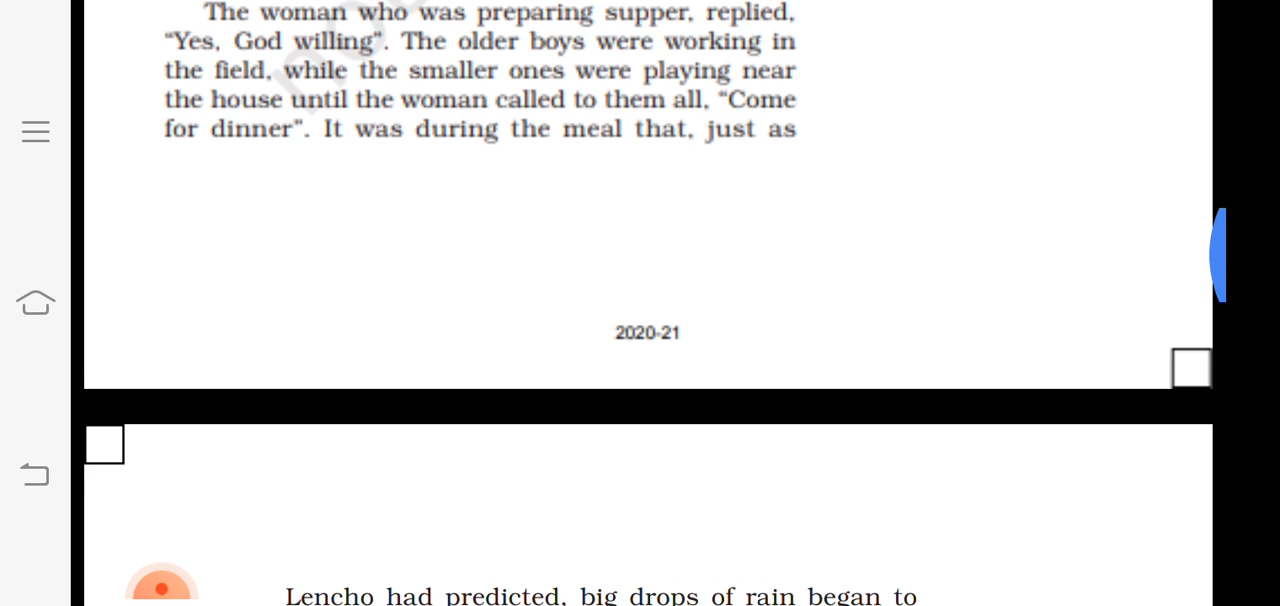 The woman who was preparing supper, replied,
“Yes, God willing”. The older boys were working in
the field, while the smaller ones were playing near
the house until the woman called to them all, “Come
for dinner”. It was during the meal that, just as
2020-21
Lencho had predicted, big drops of rain began to